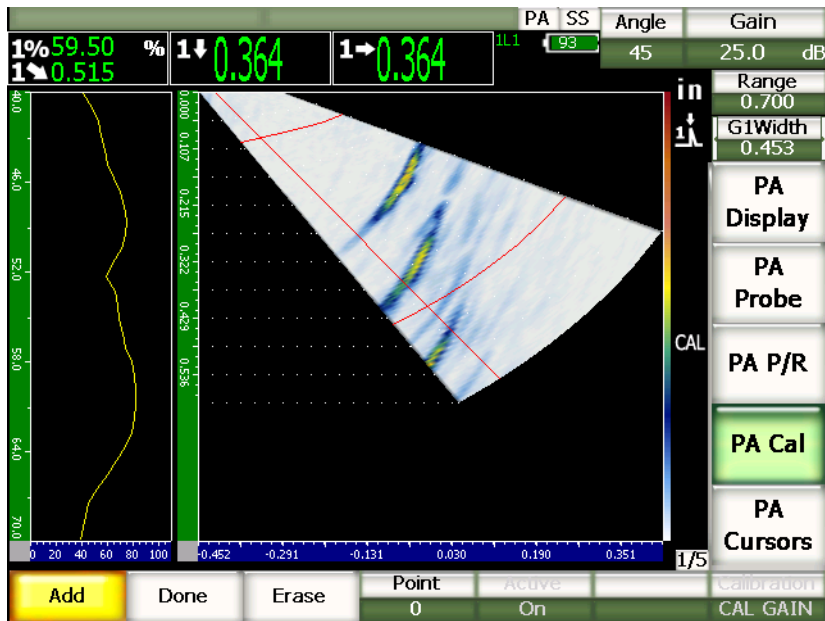 PA SS Angle Gain
1% 59.50 %
1 0.515
1 0.364
1 0.364
1L1 93
45 25.0 dB
Range
0.700
in
G1Width
0.453
1
PA
Display
PA
Probe
PA P/R
PA Cal
PA
Cursors
CAL
40.0
46.0
52.0
58.0
64.0
70.0
0.000
0.107
0.215
0.322
0.429
0.536
0 20 40 60 80 100
-0.452 -0.291 -0.131 0.030 0.190 0.351
1/5
Add Done Erase
Point Active Calibration
0 On CAL GAIN